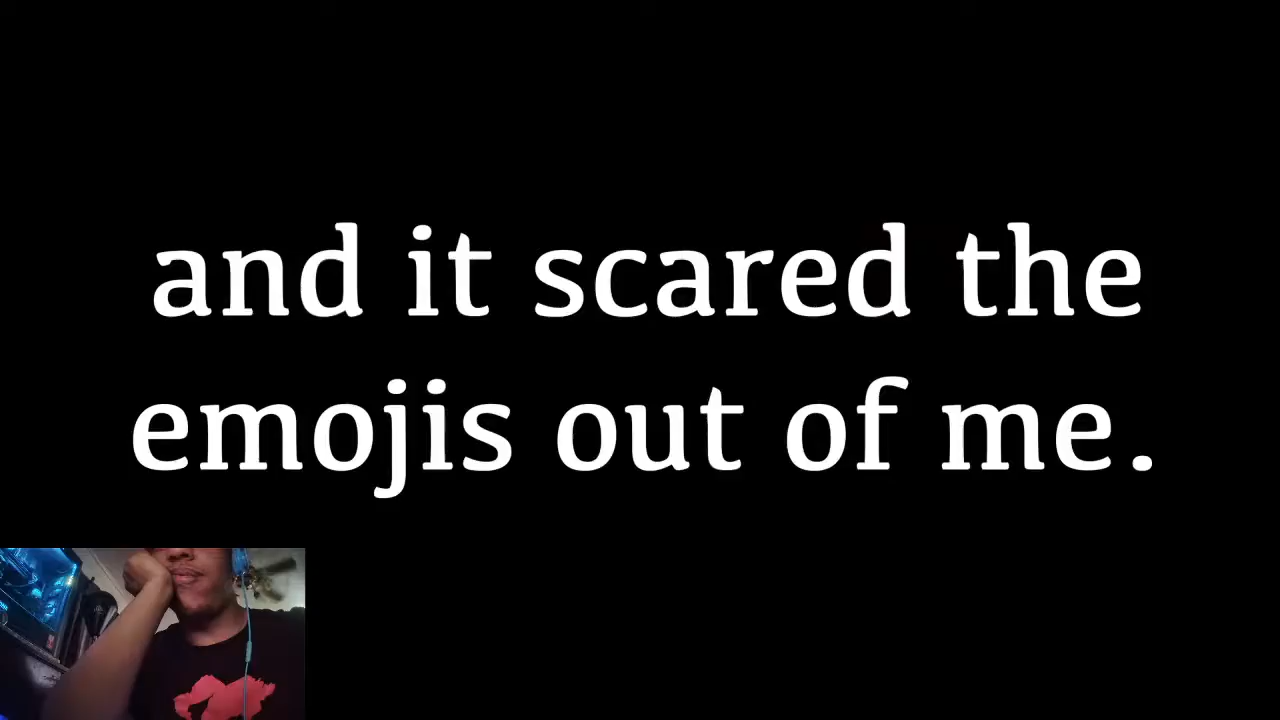 and it scared the
emojis out of me.